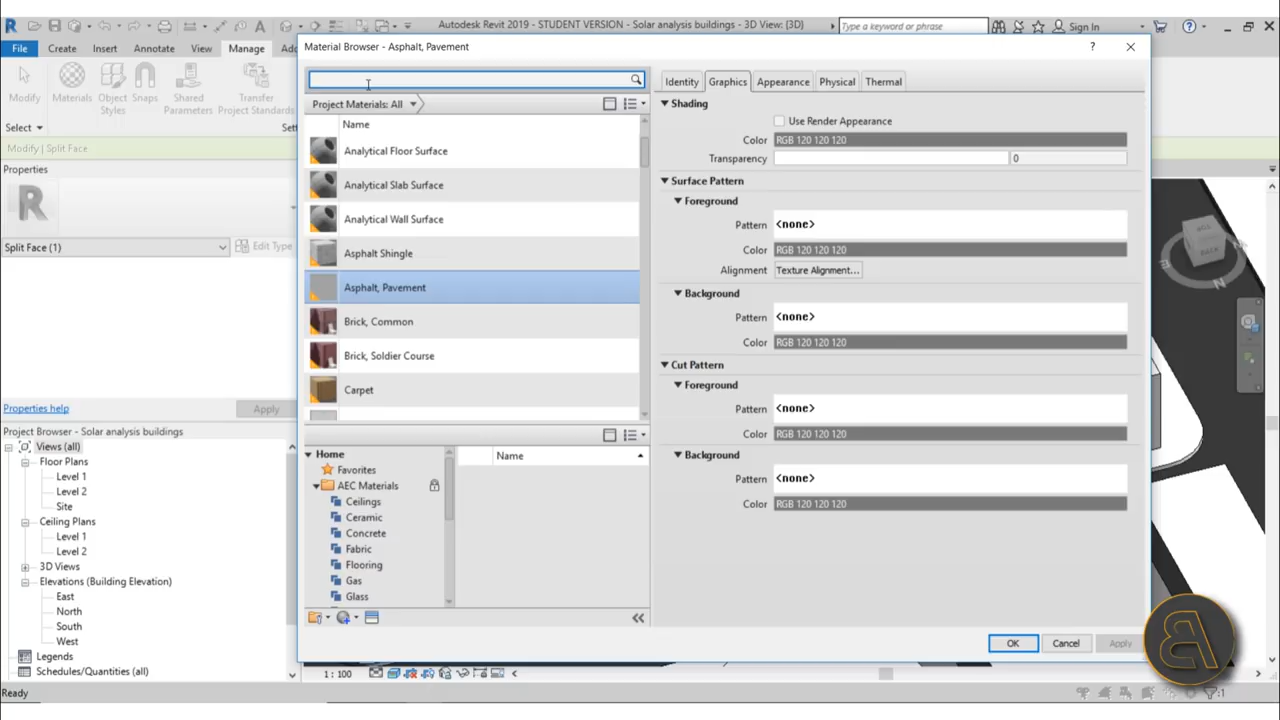 Autodesk Revit 2019 - STUDENT VERSION - Solar analysis buildings - 3D View: {3D}
Type a keyword or phrase
Sign In
File Create Insert Annotate View Manage
Modify Materials Object Styles Snaps Shared Parameters Transfer Project Standards
Select
Modify | Split Face
Properties
Split Face (1)
Edit Type
Properties help
Apply
Project Browser - Solar analysis buildings
Views (all)
Floor Plans
Level 1
Level 2
Site
Ceiling Plans
Level 1
Level 2
3D Views
Elevations (Building Elevation)
East
North
South
West
Legends
Schedules/Quantities (all)
Ready
Material Browser - Asphalt, Pavement
Project Materials: All
Name
Analytical Floor Surface
Analytical Slab Surface
Analytical Wall Surface
Asphalt Shingle
Asphalt, Pavement
Brick, Common
Brick, Soldier Course
Carpet
Home
Favorites
AEC Materials
Ceilings
Ceramic
Concrete
Fabric
Flooring
Gas
Glass
Name
Identity Graphics Appearance Physical Thermal
Shading
Use Render Appearance
Color RGB 120 120 120
Transparency 0
Surface Pattern
Foreground
Pattern <none>
Color RGB 120 120 120
Alignment Texture Alignment...
Background
Pattern <none>
Color RGB 120 120 120
Cut Pattern
Foreground
Pattern <none>
Color RGB 120 120 120
Background
Pattern <none>
Color RGB 120 120 120
OK Cancel Apply
1 : 100
BACK
N
:1